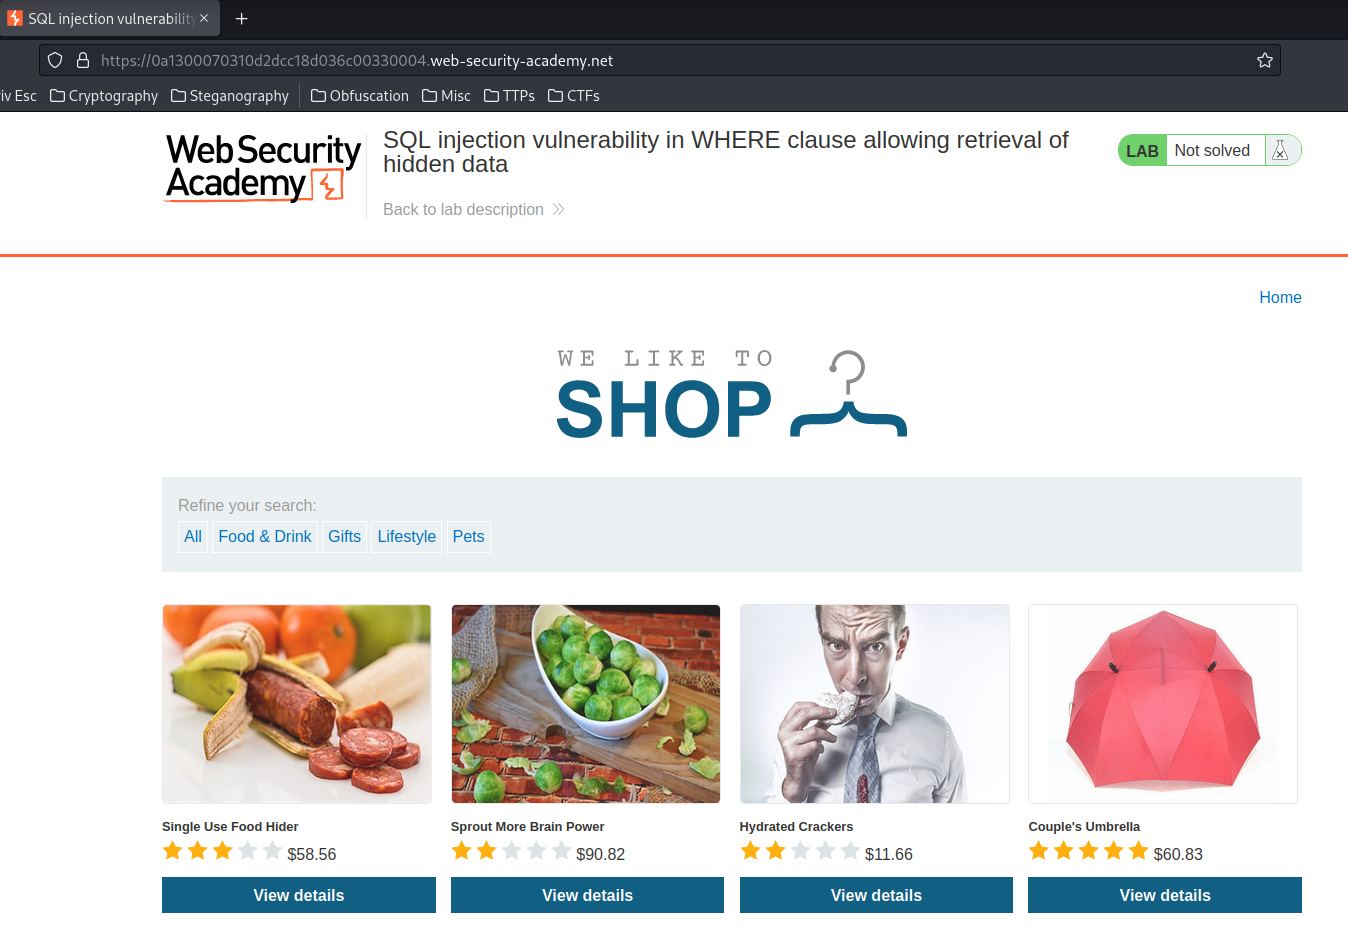 SQL injection vulnerability
https://0a1300070310d2dcc18d036c00330004.web-security-academy.net
iv Esc Cryptography Steganography Obfuscation Misc TTPs CTFs
Web Security Academy
SQL injection vulnerability in WHERE clause allowing retrieval of
hidden data
Back to lab description
LAB Not solved
Home
WE LIKE TO
SHOP
Refine your search:
All Food & Drink Gifts Lifestyle Pets
Single Use Food Hider Sprout More Brain Power Hydrated Crackers Couple's Umbrella
$58.56 $90.82 $11.66 $60.83
View details View details View details View details